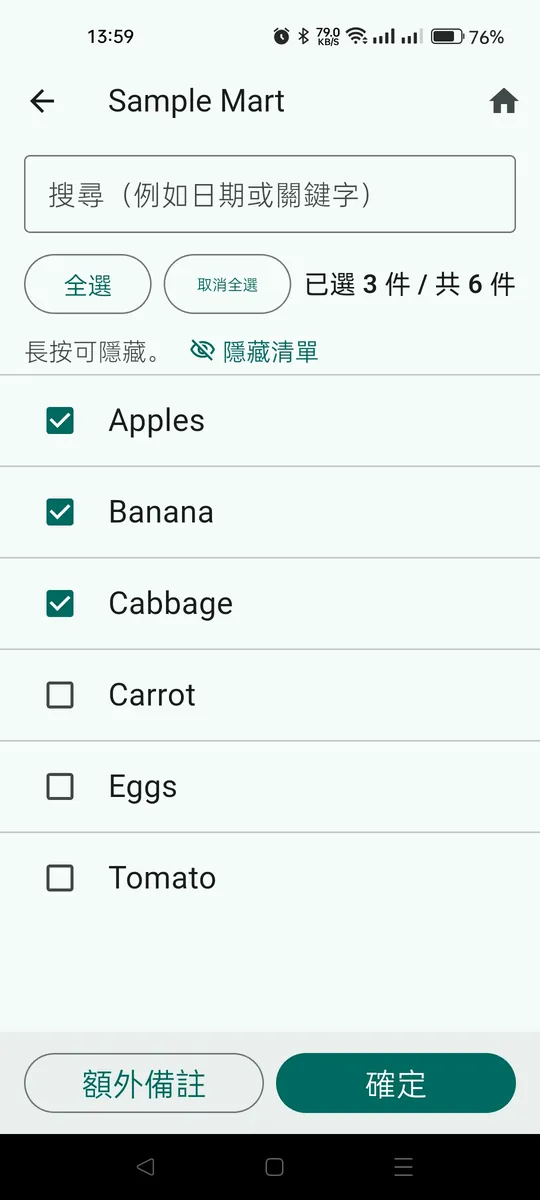 13:59 79.0 KB/S 76%
Sample Mart
搜尋（例如日期或關鍵字）
全選 取消全選 已選 3 件 / 共 6 件
長按可隱藏。 隱藏清單
Apples
Banana
Cabbage
Carrot
Eggs
Tomato
額外備註 確定